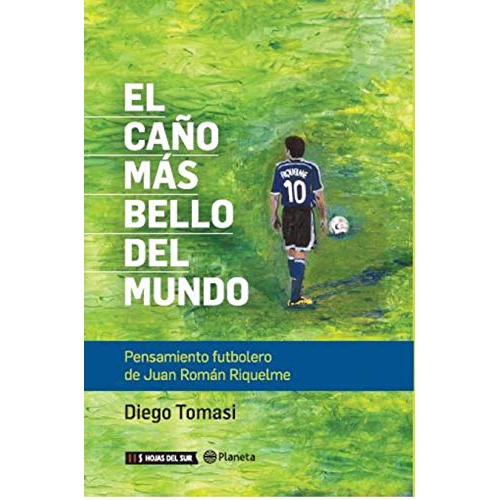 EL
CAÑO
MÁS
BELLO
DEL
MUNDO
RIQUELME
10
Pensamiento futbolero
de Juan Román Riquelme
Diego Tomasi
HOJAS DEL SUR Planeta